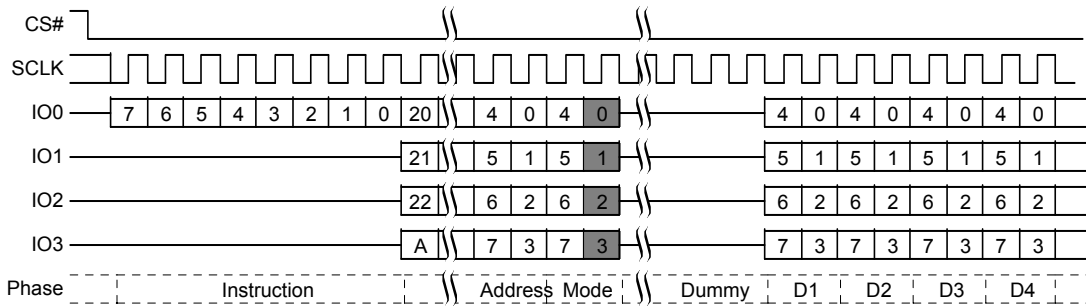 CS#
SCLK
IO0 7 6 5 4 3 2 1 0 20 4 0 4 0 4 0 4 0 4 0 4 0
IO1 21 5 1 5 1 5 1 5 1 5 1 5 1
IO2 22 6 2 6 2 6 2 6 2 6 2 6 2
IO3 A 7 3 7 3 7 3 7 3 7 3 7 3
Phase Instruction Address Mode Dummy D1 D2 D3 D4